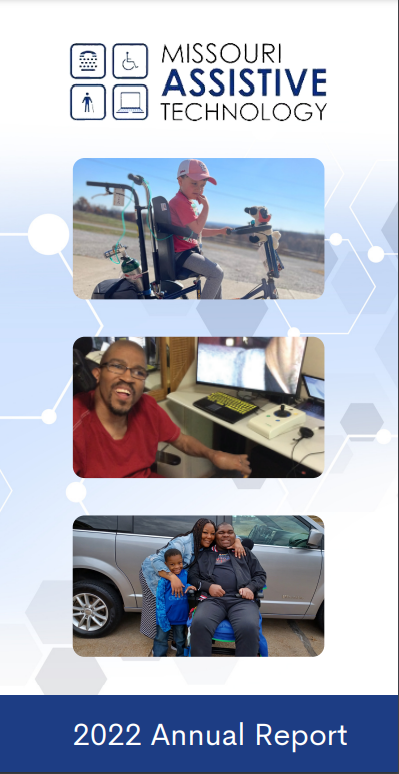 MISSOURI
ASSISTIVE
TECHNOLOGY
2022 Annual Report